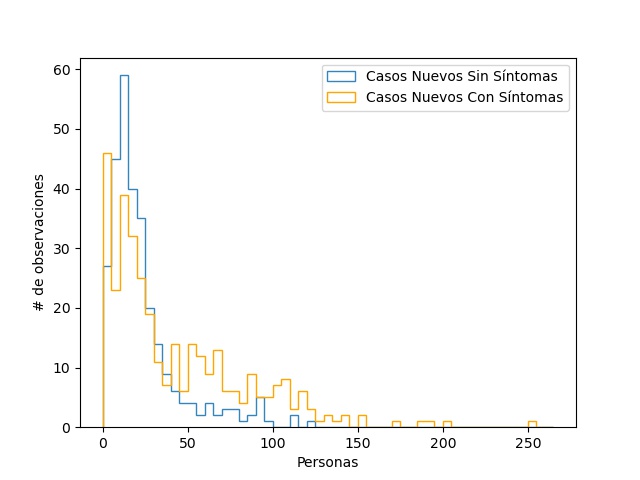 Casos Nuevos Sin Síntomas
Casos Nuevos Con Síntomas
60
50
40
30
20
10
0
# de observaciones
0 50 100 150 200 250
Personas